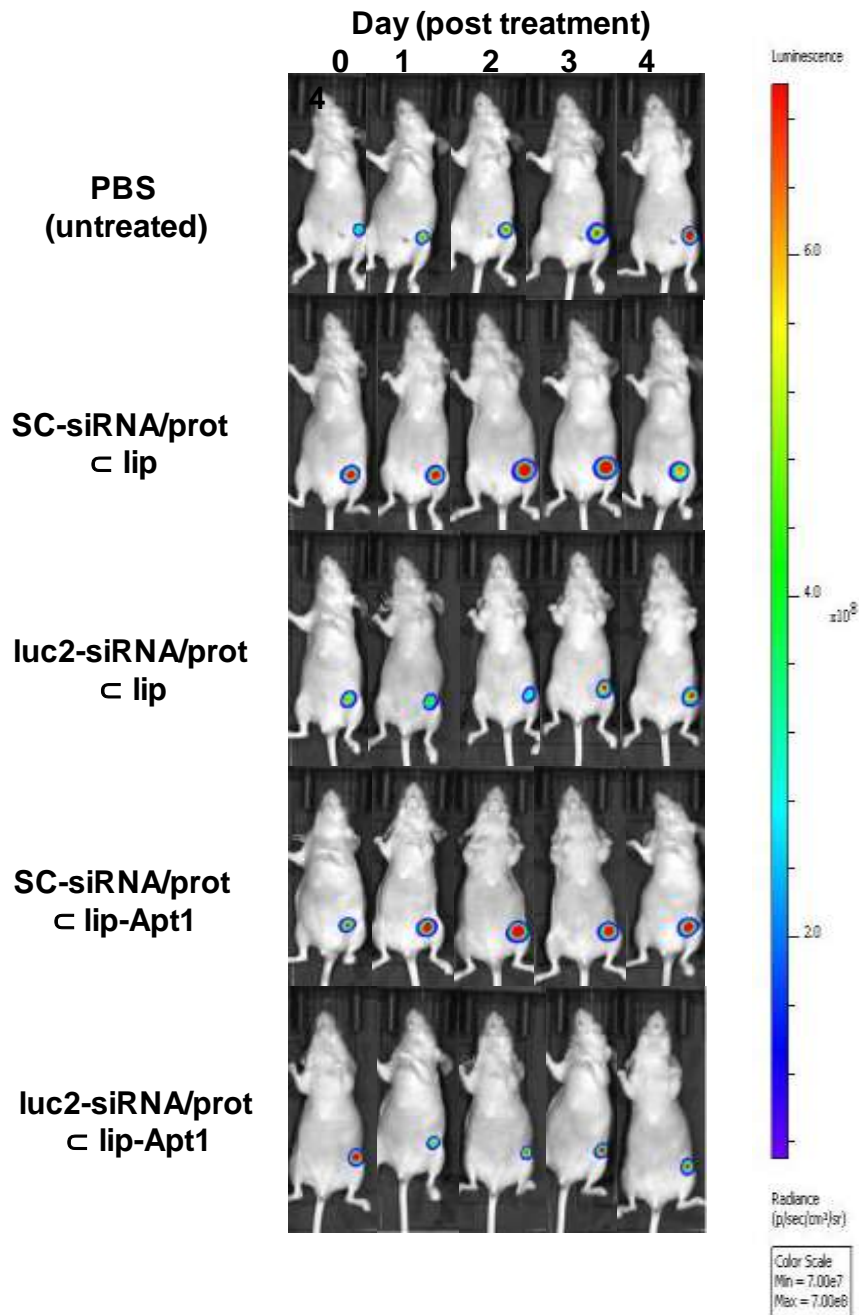 Day (post treatment)
0 1 2 3 4
4
PBS
(untreated)
SC-siRNA/prot
⊂ lip
luc2-siRNA/prot
⊂ lip
SC-siRNA/prot
⊂ lip-Apt1
luc2-siRNA/prot
⊂ lip-Apt1
Luminescence
6.0
4.0
x10⁸
2.0
Radiance
(p/sec/cm²/sr)
Color Scale
Min = 7.00e7
Max = 7.00e8